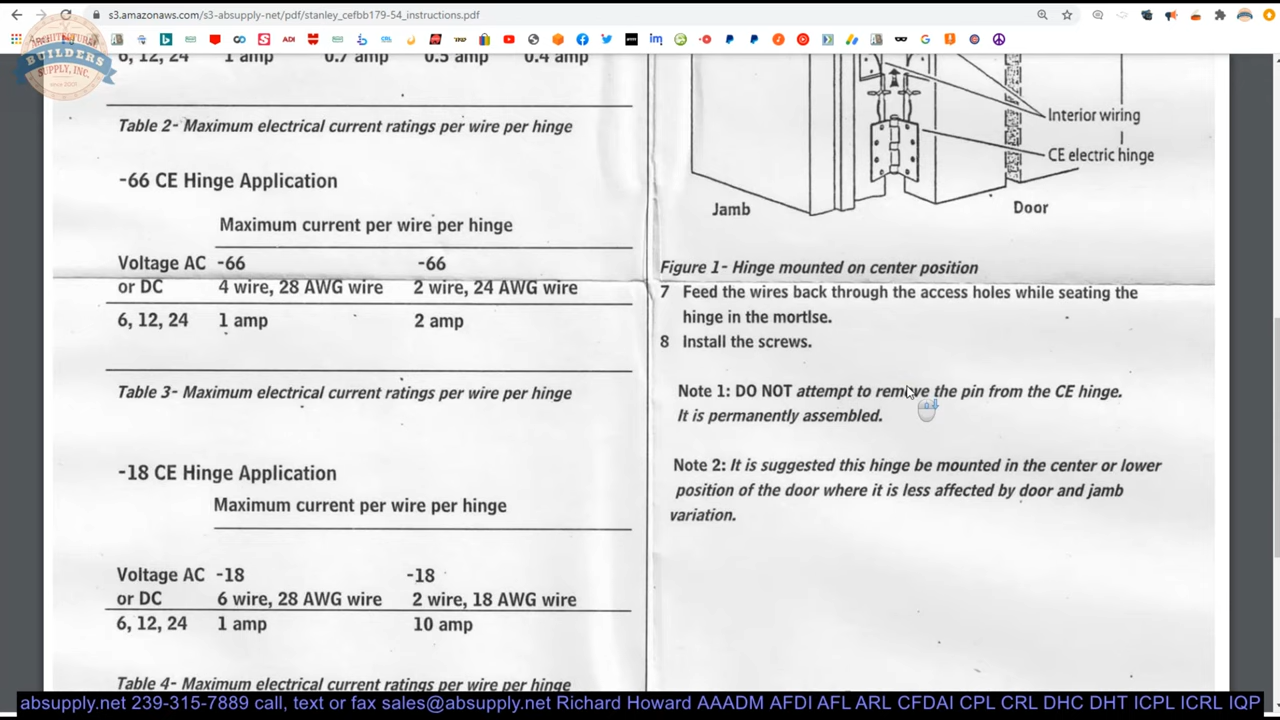 s3.amazonaws.com/s3-absupply-net/pdf/stanley_cefbb179-54_instructions.pdf
ARCHITECTURAL
BUILDERS
SUPPLY, INC.
since 2001
6, 12, 24 1 amp 0.7 amp 0.5 amp 0.4 amp
Table 2- Maximum electrical current ratings per wire per hinge
-66 CE Hinge Application
Maximum current per wire per hinge
Voltage AC -66 -66
or DC 4 wire, 28 AWG wire 2 wire, 24 AWG wire
6, 12, 24 1 amp 2 amp
Table 3- Maximum electrical current ratings per wire per hinge
-18 CE Hinge Application
Maximum current per wire per hinge
Voltage AC -18 -18
or DC 6 wire, 28 AWG wire 2 wire, 18 AWG wire
6, 12, 24 1 amp 10 amp
Table 4- Maximum electrical current ratings per wire per hinge
Interior wiring
CE electric hinge
Jamb Door
Figure 1- Hinge mounted on center position
7 Feed the wires back through the access holes while seating the
hinge in the mortlse.
8 Install the screws.
Note 1: DO NOT attempt to remove the pin from the CE hinge.
It is permanently assembled.
Note 2: It is suggested this hinge be mounted in the center or lower
position of the door where it is less affected by door and jamb
variation.
absupply.net 239-315-7889 call, text or fax sales@absupply.net Richard Howard AAADM AFDI AFL ARL CFDAI CPL CRL DHC DHT ICPL ICRL IQP